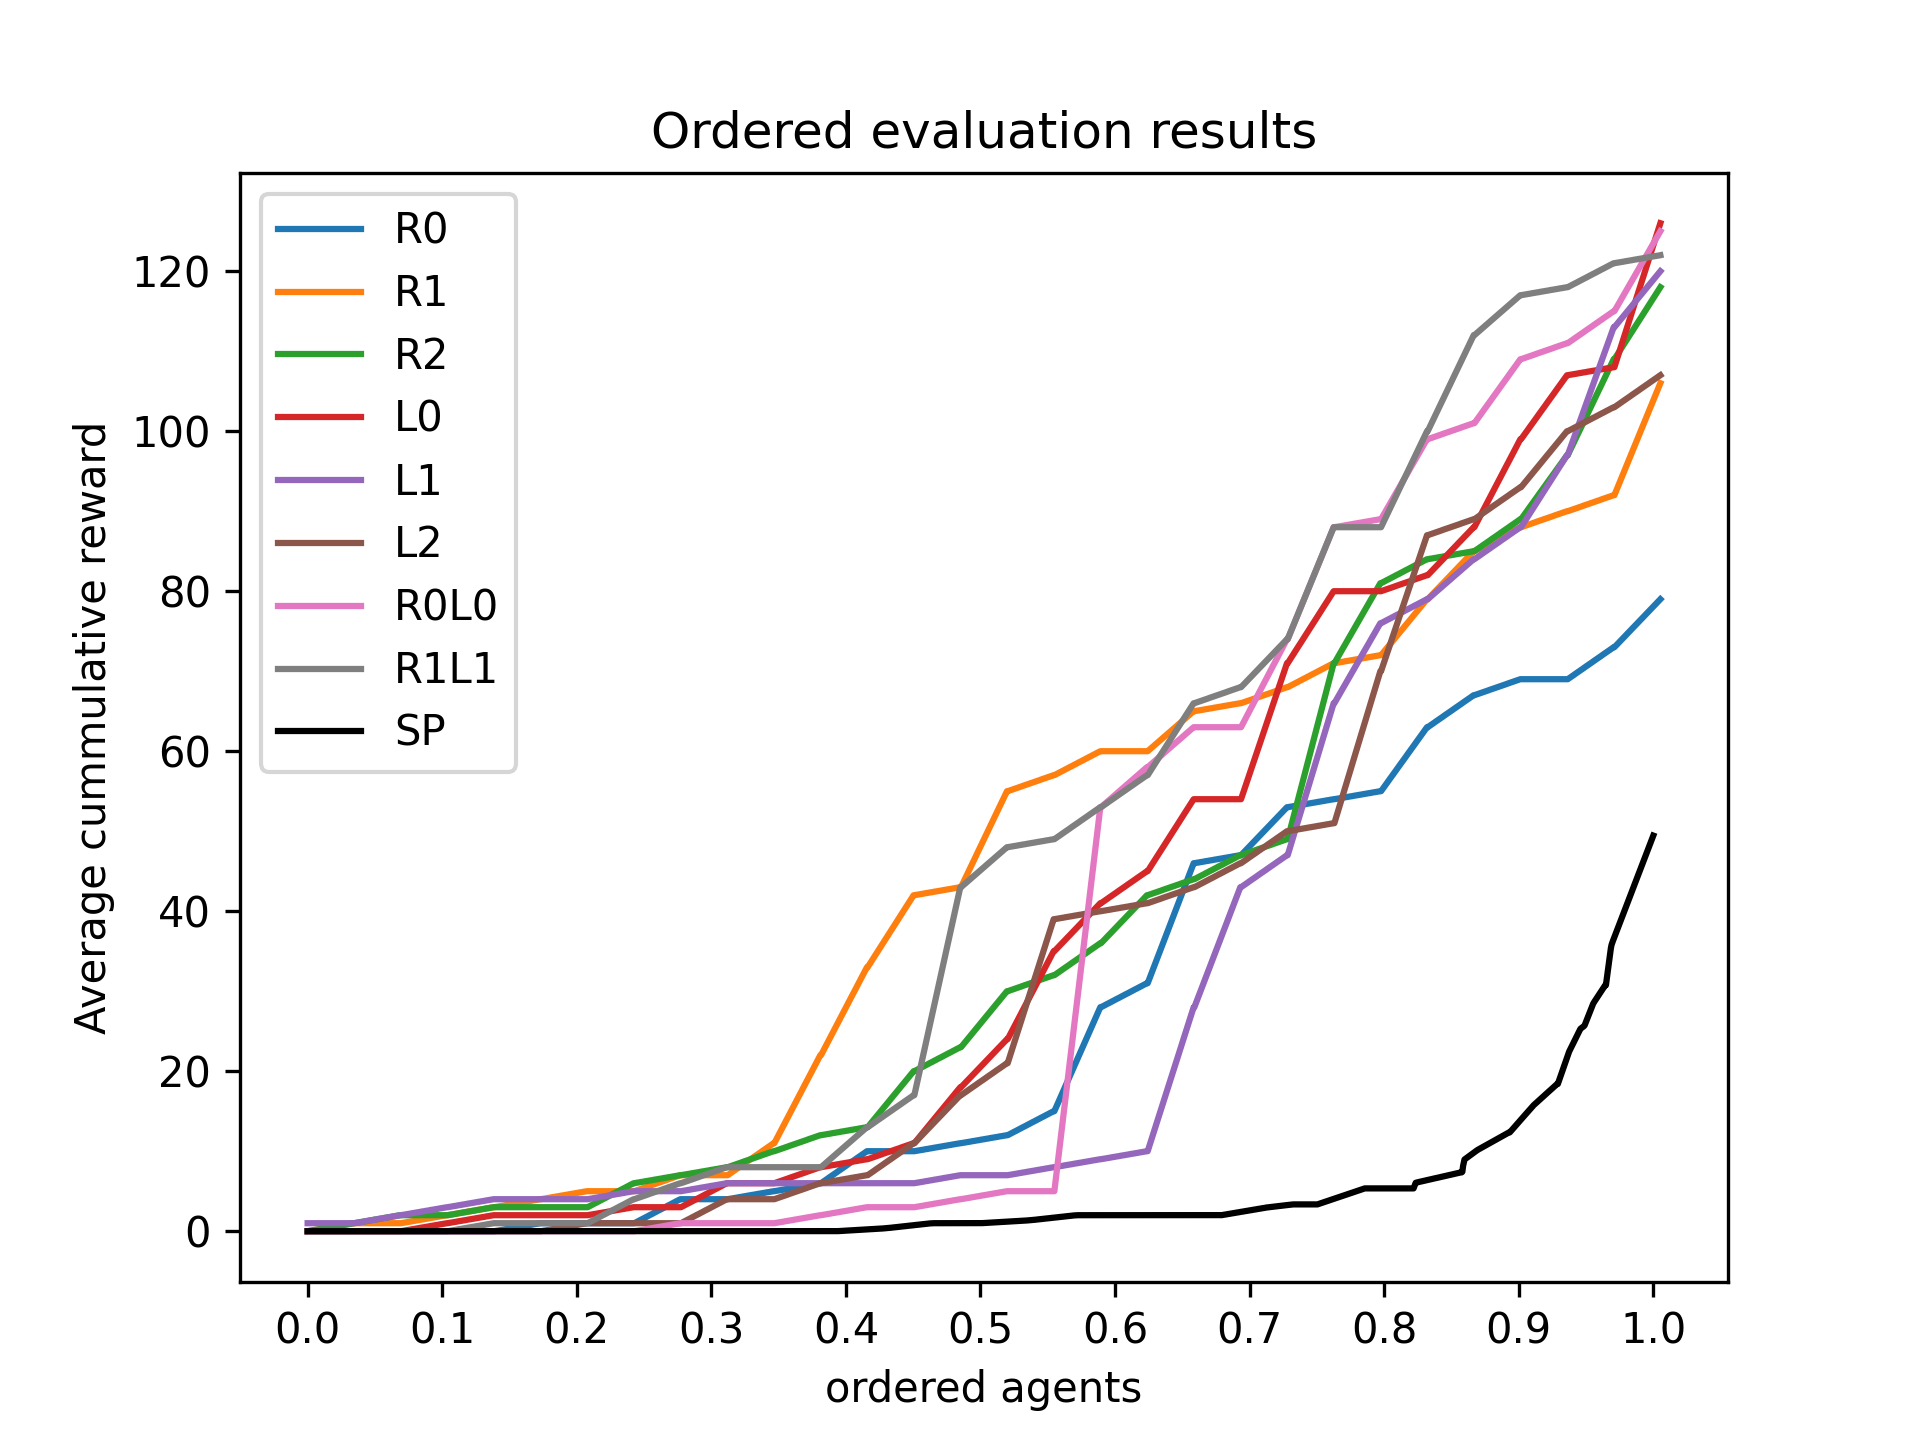 Ordered evaluation results
R0
R1
R2
L0
L1
L2
R0L0
R1L1
SP
Average cummulative reward
120
100
80
60
40
20
0
0.0 0.1 0.2 0.3 0.4 0.5 0.6 0.7 0.8 0.9 1.0
ordered agents